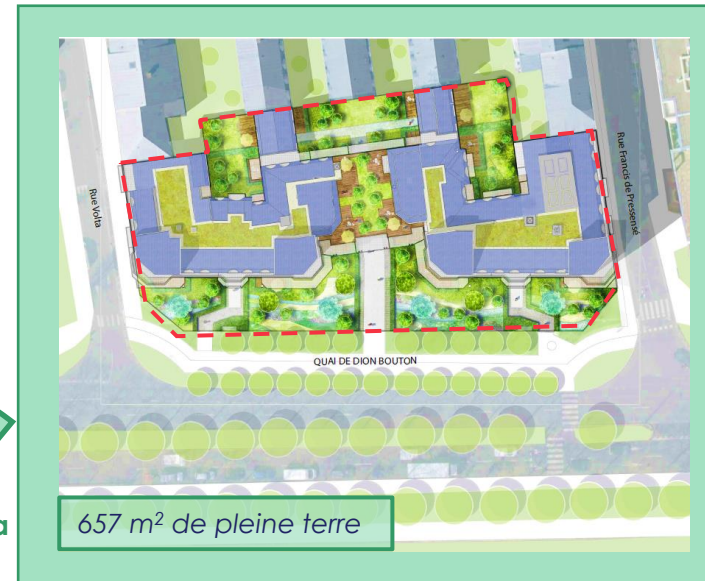 Rue Francis de Pressensé
Rue Volta
QUAI DE DION BOUTON
a
657 m² de pleine terre